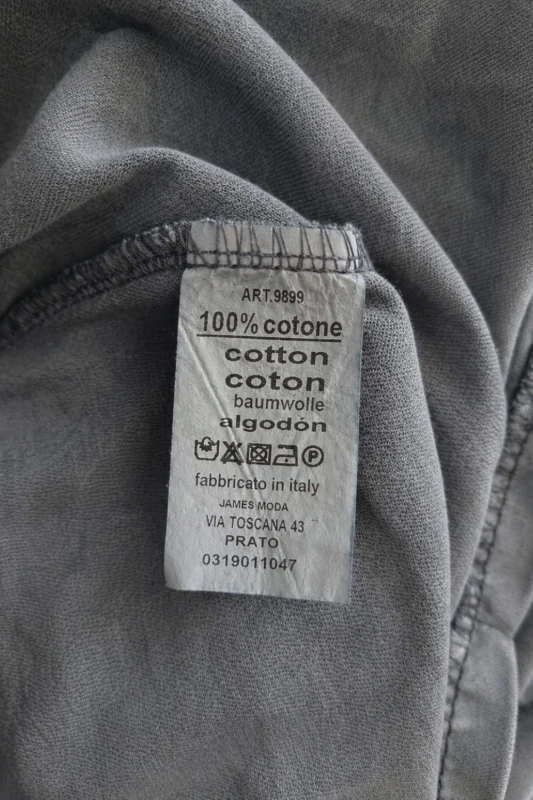 ART.9899
100% cotone
cotton
coton
baumwolle
algodón
P
fabbricato in italy
JAMES MODA
VIA TOSCANA 43
PRATO
0319011047